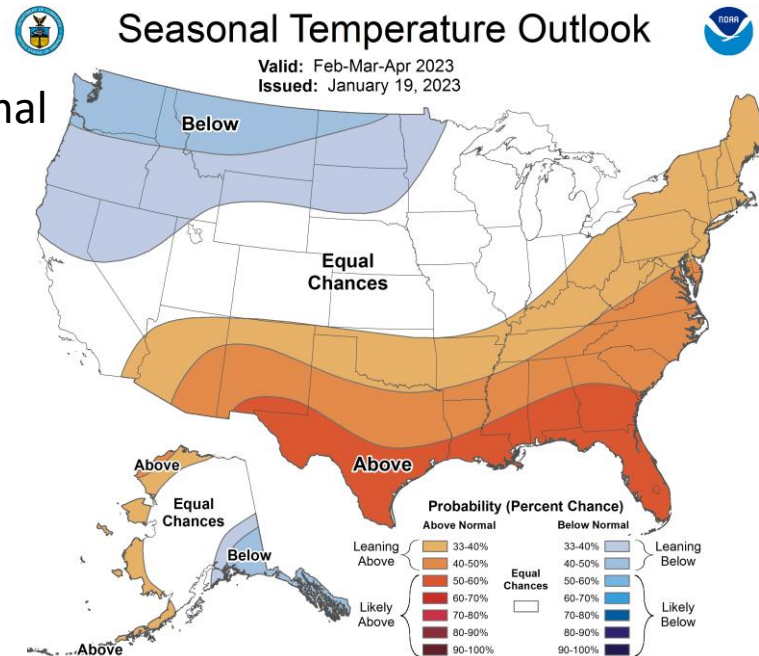 Seasonal Temperature Outlook
NOAA
Valid: Feb-Mar-Apr 2023
Issued: January 19, 2023
nal
Below
Equal
Chances
Above
Above
Equal
Chances
Below
Above
Probability (Percent Chance)
Above Normal
Below Normal
Leaning
Above
33-40%
40-50%
Likely
Above
50-60%
60-70%
70-80%
80-90%
90-100%
Equal
Chances
33-40%
40-50%
Leaning
Below
50-60%
60-70%
70-80%
80-90%
90-100%
Likely
Below